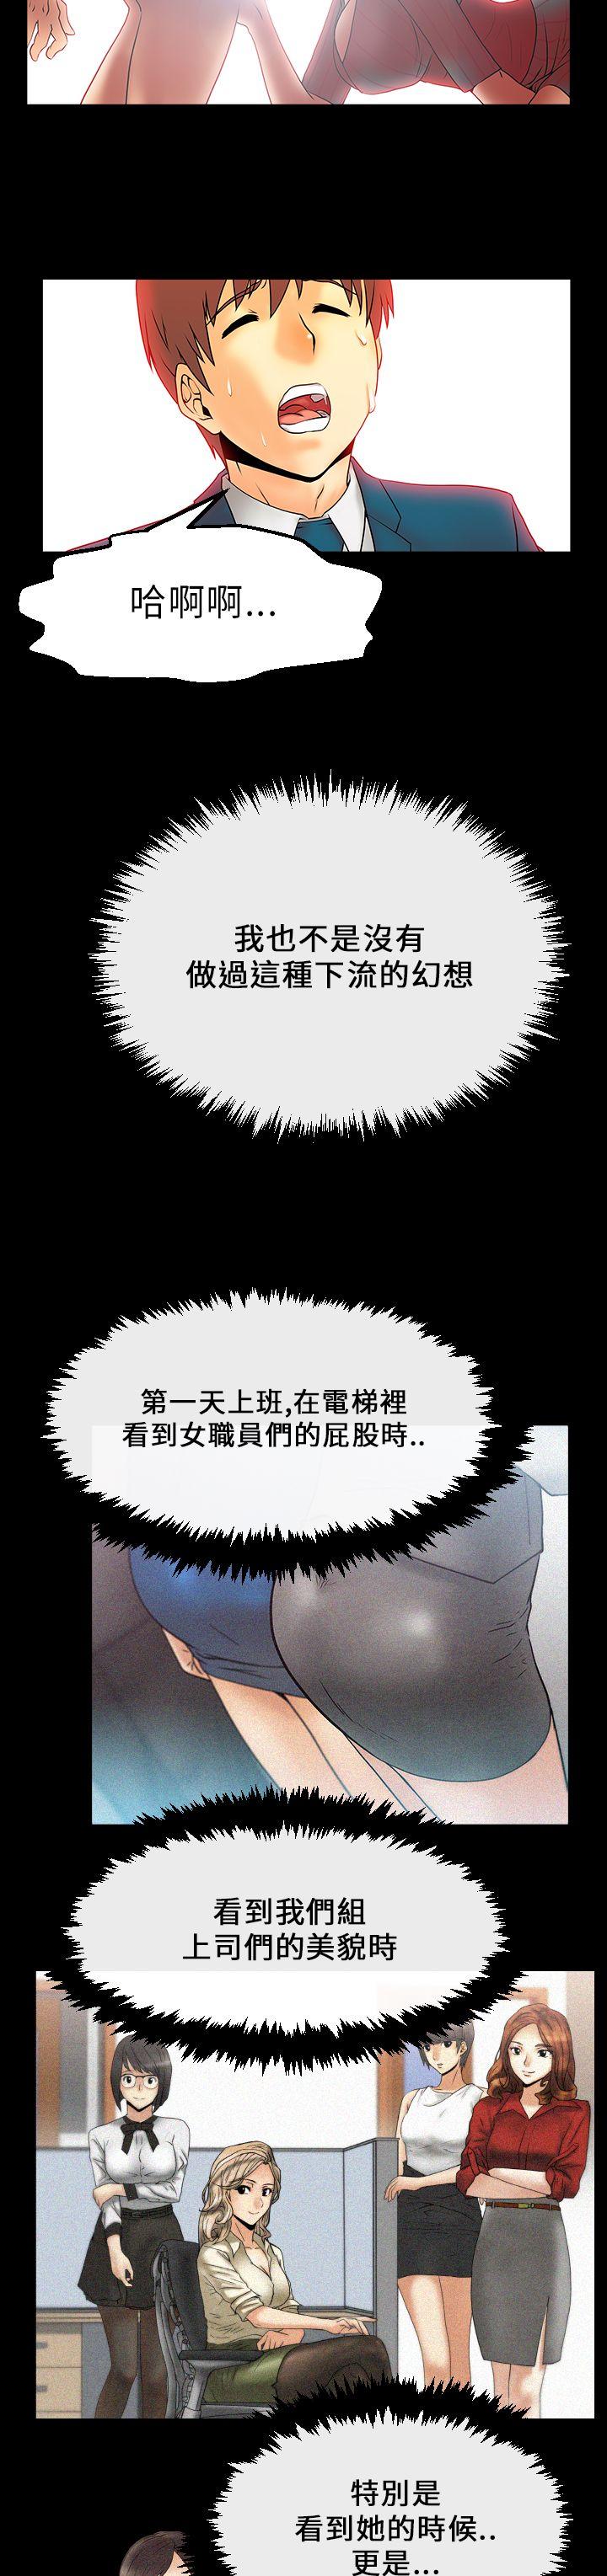 哈啊啊...
我也不是沒有
做過這種下流的幻想
第一天上班,在電梯裡
看到女職員們的屁股時..
看到我們組
上司們的美貌時
特別是
看到她的時候..
更是...